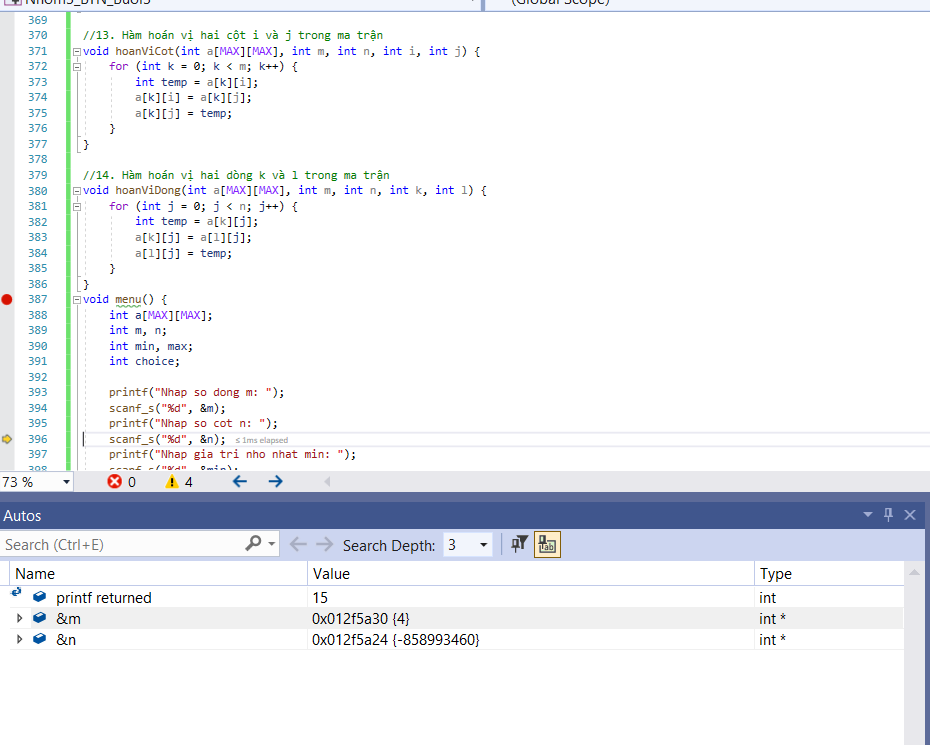 Nhom5_BTN_Buoi5
(Global Scope)
369
370 //13. Hàm hoán vị hai cột i và j trong ma trận
371 void hoanViCot(int a[MAX][MAX], int m, int n, int i, int j) {
372 for (int k = 0; k < m; k++) {
373 int temp = a[k][i];
374 a[k][i] = a[k][j];
375 a[k][j] = temp;
376 }
377 }
378
379 //14. Hàm hoán vị hai dòng k và l trong ma trận
380 void hoanViDong(int a[MAX][MAX], int m, int n, int k, int l) {
381 for (int j = 0; j < n; j++) {
382 int temp = a[k][j];
383 a[k][j] = a[l][j];
384 a[l][j] = temp;
385 }
386 }
387 void menu() {
388 int a[MAX][MAX];
389 int m, n;
390 int min, max;
391 int choice;
392
393 printf("Nhap so dong m: ");
394 scanf_s("%d", &m);
395 printf("Nhap so cot n: ");
396 scanf_s("%d", &n); ≤ 1ms elapsed
397 printf("Nhap gia tri nho nhat min: ");
398 scanf_s("%d", &min);
73 % 0 4
Autos
Search (Ctrl+E) Search Depth: 3
Name Value Type
printf returned 15 int
&m 0x012f5a30 {4} int *
&n 0x012f5a24 {-858993460} int *